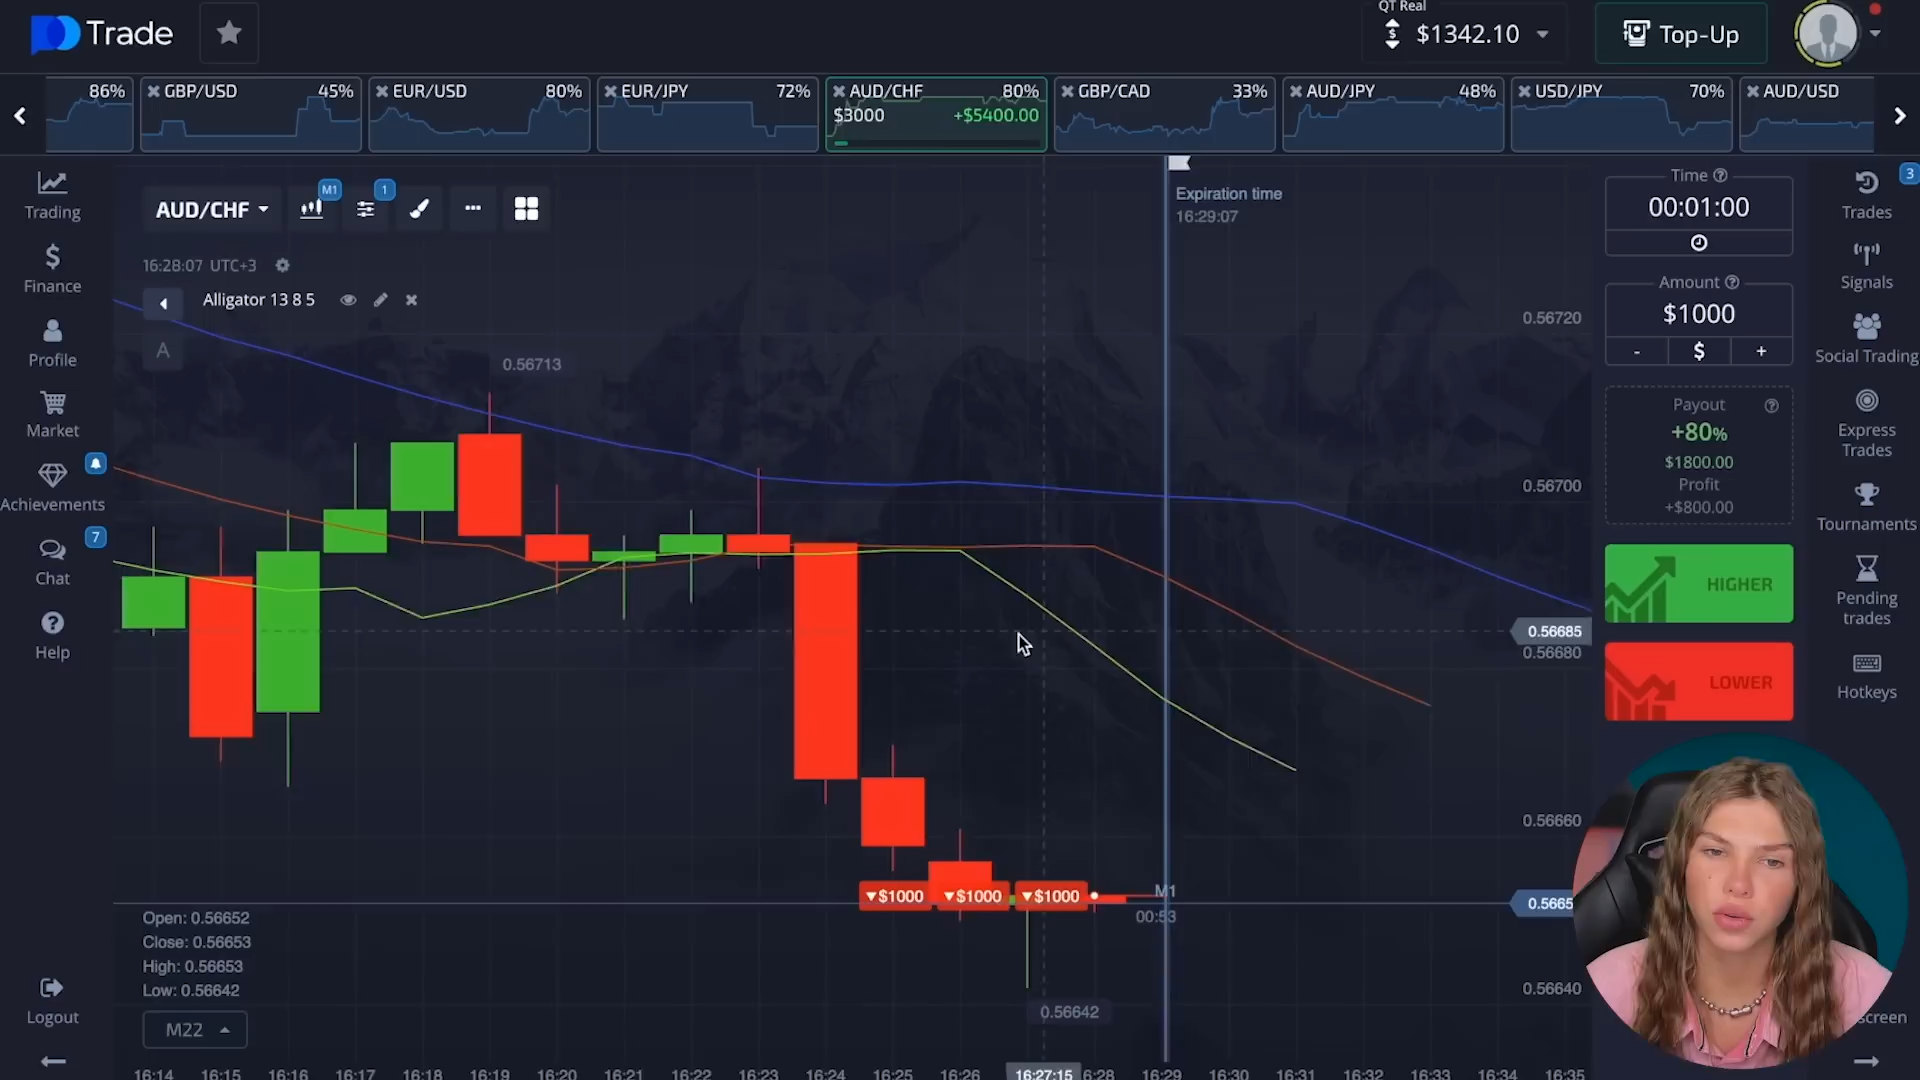 Trade
QT Real
$1342.10
Top-Up
86%
GBP/USD 45%
EUR/USD 80%
EUR/JPY 72%
AUD/CHF 80%
$3000 +$5400.00
GBP/CAD 33%
AUD/JPY 48%
USD/JPY 70%
AUD/USD
Trading
Finance
Profile
Market
Achievements
7
Chat
Help
Logout
AUD/CHF
M1
1
16:28:07 UTC+3
Alligator 13 8 5
A
Expiration time
16:29:07
0.56713
0.56720
0.56700
0.56685
0.56680
0.56660
0.5665
0.56640
$1000
$1000
$1000
M1
00:53
0.56642
Open: 0.56652
Close: 0.56653
High: 0.56653
Low: 0.56642
M22
16:14 16:15 16:16 16:17 16:18 16:19 16:20 16:21 16:22 16:23 16:24 16:25 16:26 16:27:15 6:28 16:29 16:30 16:31 16:32 16:33 16:34 16:35
Time
00:01:00
Amount
$1000
- $ +
Payout
+80%
$1800.00
Profit
+$800.00
HIGHER
LOWER
3
Trades
Signals
Social Trading
Express
Trades
Tournaments
Pending
trades
Hotkeys
screen